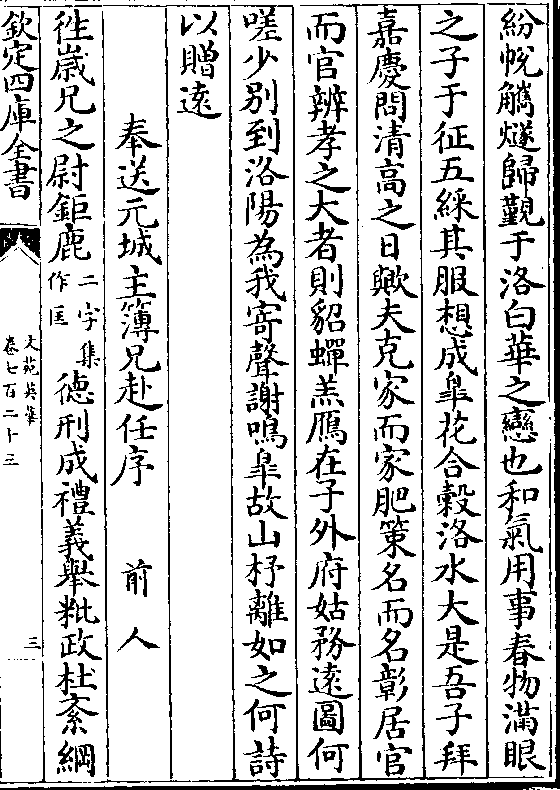 紛帨觿燧歸覲于洛白華之戀也和氣用事春物滿眼
之子于征五綵其服想成臯花合縠洛水大是吾子拜
嘉慶問清高之日歟夫克家而家肥策名而名彰居官
而官辨孝之大者則貂蟬羔鴈在子外府姑務遠圖何
嗟少别到洛陽為我寄聲謝鳴臯故山杼離如之何詩
以贈遠
奉送元城主簿兄赴任序 前人
徃嵗兄之尉鉅鹿二字集作匡徳刑成禮義舉粃政杜紊綱
欽定四庫全書
文苑英華
卷七百二十三
三